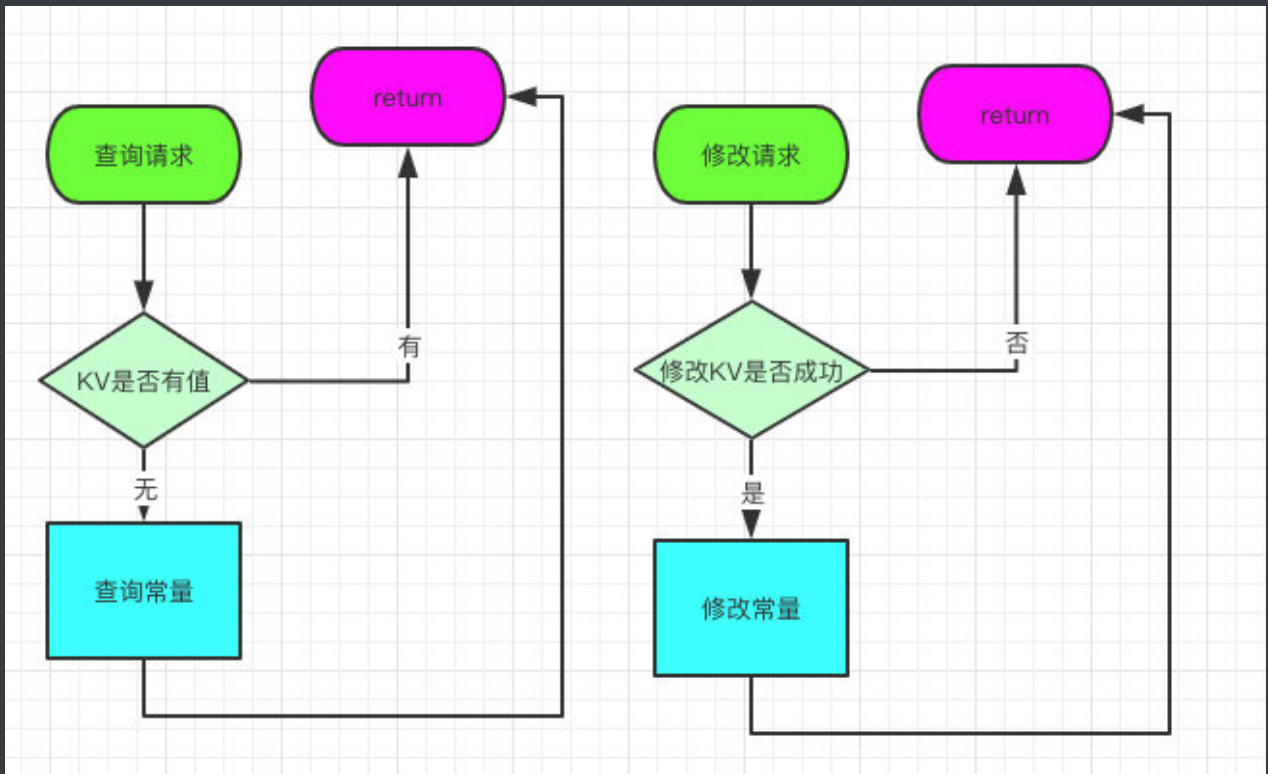 查询请求
return
KV是否有值
有
无
查询常量
修改请求
return
修改KV是否成功
否
是
修改常量